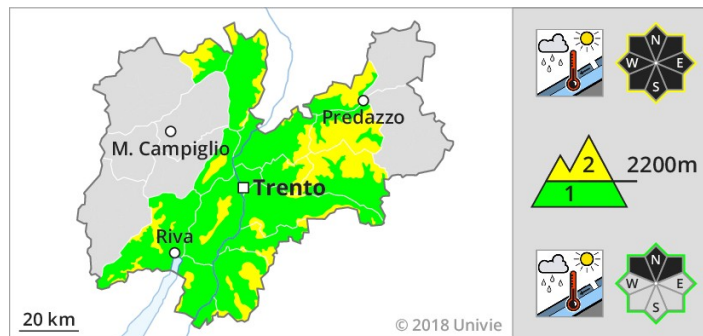 M. Campiglio
Predazzo
Trento
Riva
20 km
© 2018 Univie
N
W E
S
2 2200m
1
N
W E
S